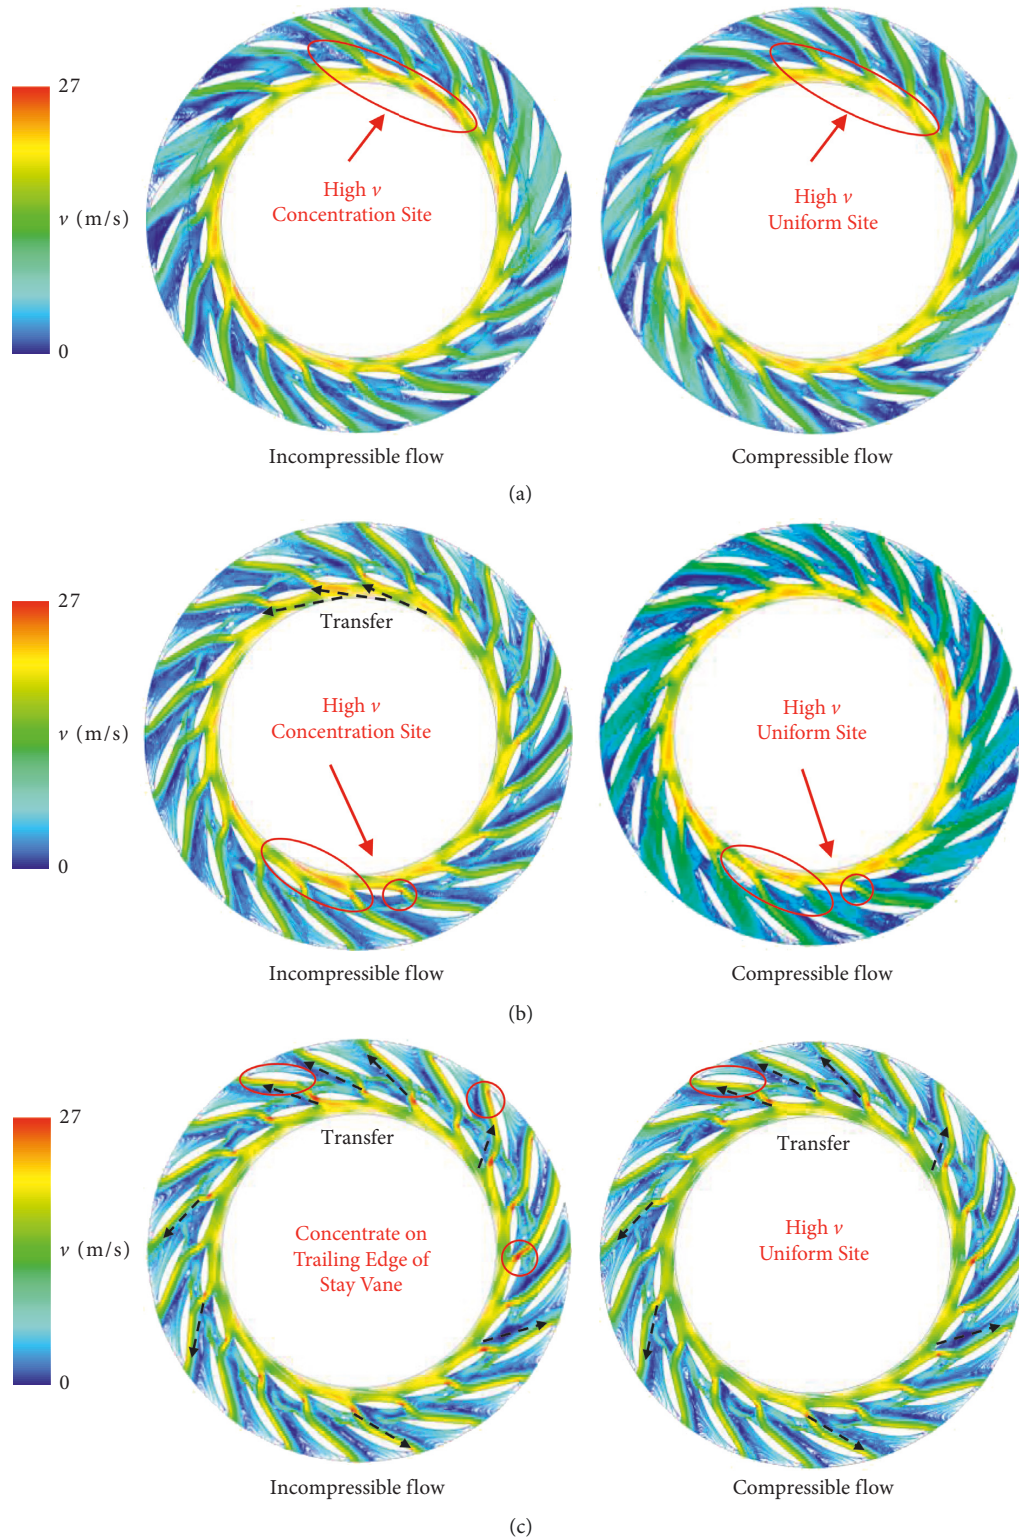 27
v (m/s)
0
High v
Concentration Site
High v
Uniform Site
Incompressible flow
Compressible flow
(a)
27
v (m/s)
0
Transfer
High v
Concentration Site
High v
Uniform Site
Incompressible flow
Compressible flow
(b)
27
v (m/s)
0
Transfer
Concentrate on
Trailing Edge of
Stay Vane
Transfer
High v
Uniform Site
Incompressible flow
Compressible flow
(c)